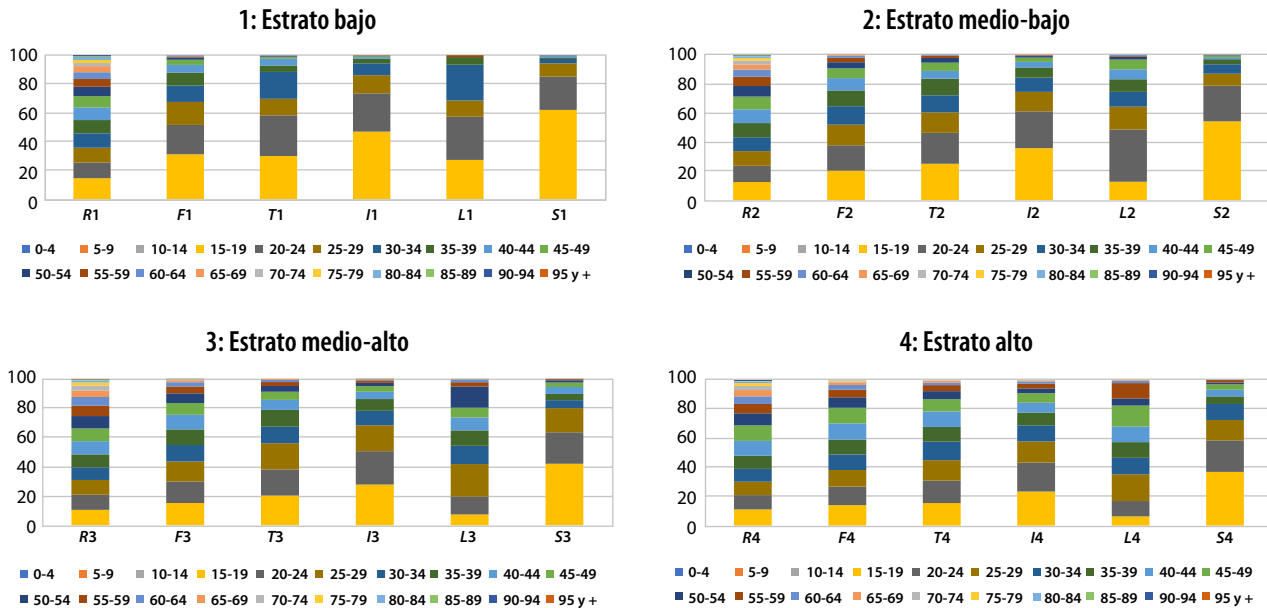 1: Estrato bajo
100
80
60
40
20
0
R1 F1 T1 I1 L1 S1
0-4 5-9 10-14 15-19 20-24 25-29 30-34 35-39 40-44 45-49
50-54 55-59 60-64 65-69 70-74 75-79 80-84 85-89 90-94 95 y +
2: Estrato medio-bajo
100
80
60
40
20
0
R2 F2 T2 I2 L2 S2
0-4 5-9 10-14 15-19 20-24 25-29 30-34 35-39 40-44 45-49
50-54 55-59 60-64 65-69 70-74 75-79 80-84 85-89 90-94 95 y +
3: Estrato medio-alto
100
80
60
40
20
0
R3 F3 T3 I3 L3 S3
0-4 5-9 10-14 15-19 20-24 25-29 30-34 35-39 40-44 45-49
50-54 55-59 60-64 65-69 70-74 75-79 80-84 85-89 90-94 95 y +
4: Estrato alto
100
80
60
40
20
0
R4 F4 T4 I4 L4 S4
0-4 5-9 10-14 15-19 20-24 25-29 30-34 35-39 40-44 45-49
50-54 55-59 60-64 65-69 70-74 75-79 80-84 85-89 90-94 95 y +